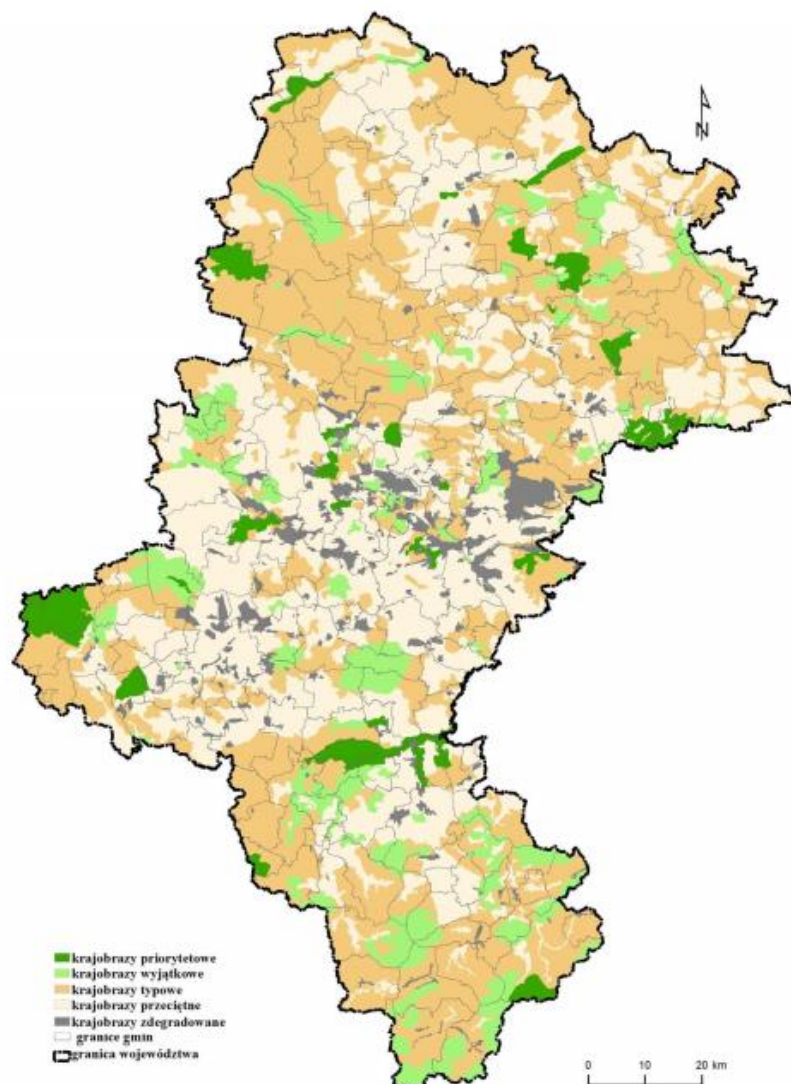 N
krajobrazy priorytetowe
krajobrazy wyjątkowe
krajobrazy typowe
krajobrazy przeciętne
krajobrazy zdegradowane
granice gmin
granica województwa
0 10 20 km